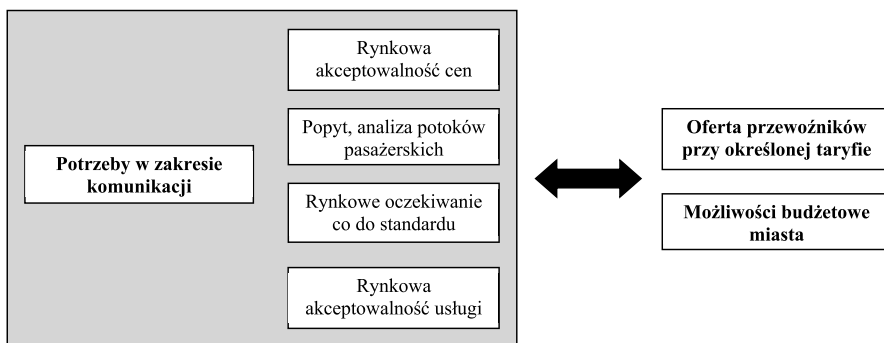 Potrzeby w zakresie
komunikacji
Rynkowa
akceptowalność cen
Popyt, analiza potoków
pasażerskich
Rynkowe oczekiwanie
co do standardu
Rynkowa
akceptowalność usługi
Oferta przewoźników
przy określonej taryfie
Możliwości budżetowe
miasta